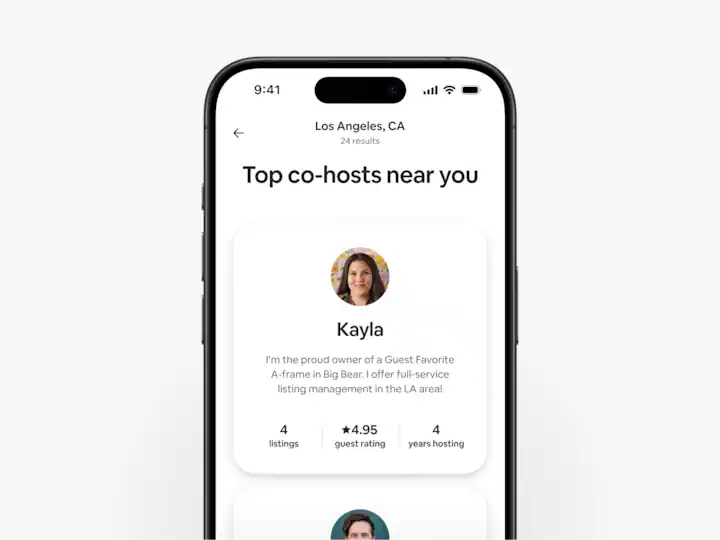 9:41
Los Angeles, CA
24 results
Top co-hosts near you
Kayla
I'm the proud owner of a Guest Favorite
A-frame in Big Bear. I offer full-service
listing management in the LA area!
4
listings
★4.95
guest rating
4
years hosting